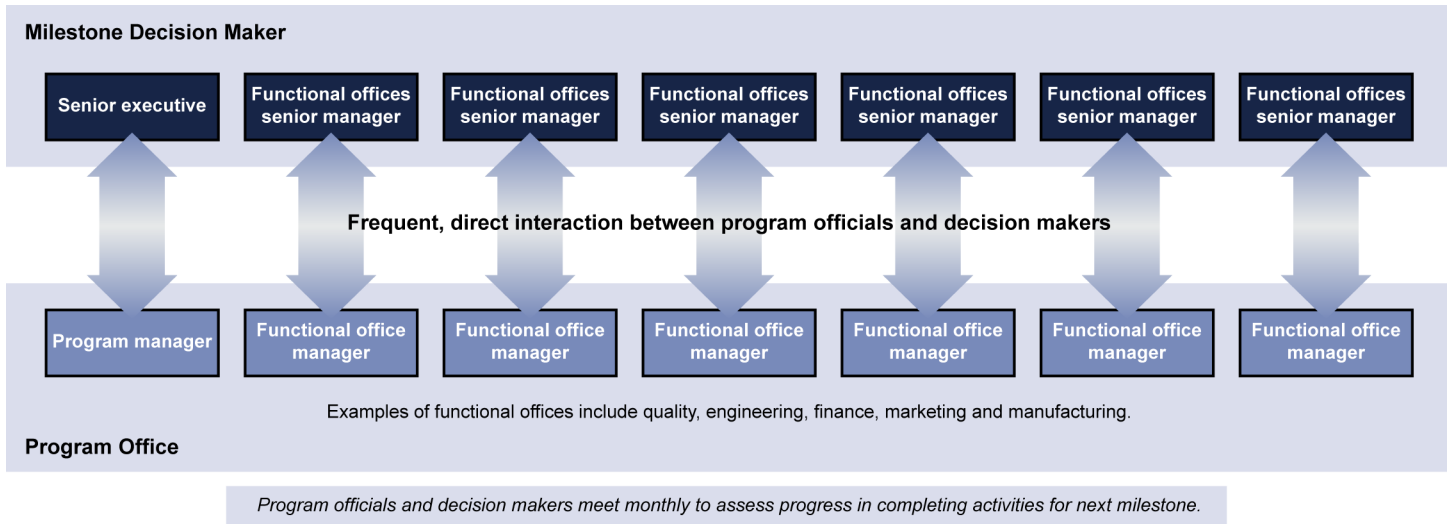 Milestone Decision Maker
Senior executive
Functional offices
senior manager
Functional offices
senior manager
Functional offices
senior manager
Functional offices
senior manager
Functional offices
senior manager
Functional offices
senior manager
Frequent, direct interaction between program officials and decision makers
Program manager
Functional office
manager
Functional office
manager
Functional office
manager
Functional office
manager
Functional office
manager
Functional office
manager
Examples of functional offices include quality, engineering, finance, marketing and manufacturing.
Program Office
Program officials and decision makers meet monthly to assess progress in completing activities for next milestone.